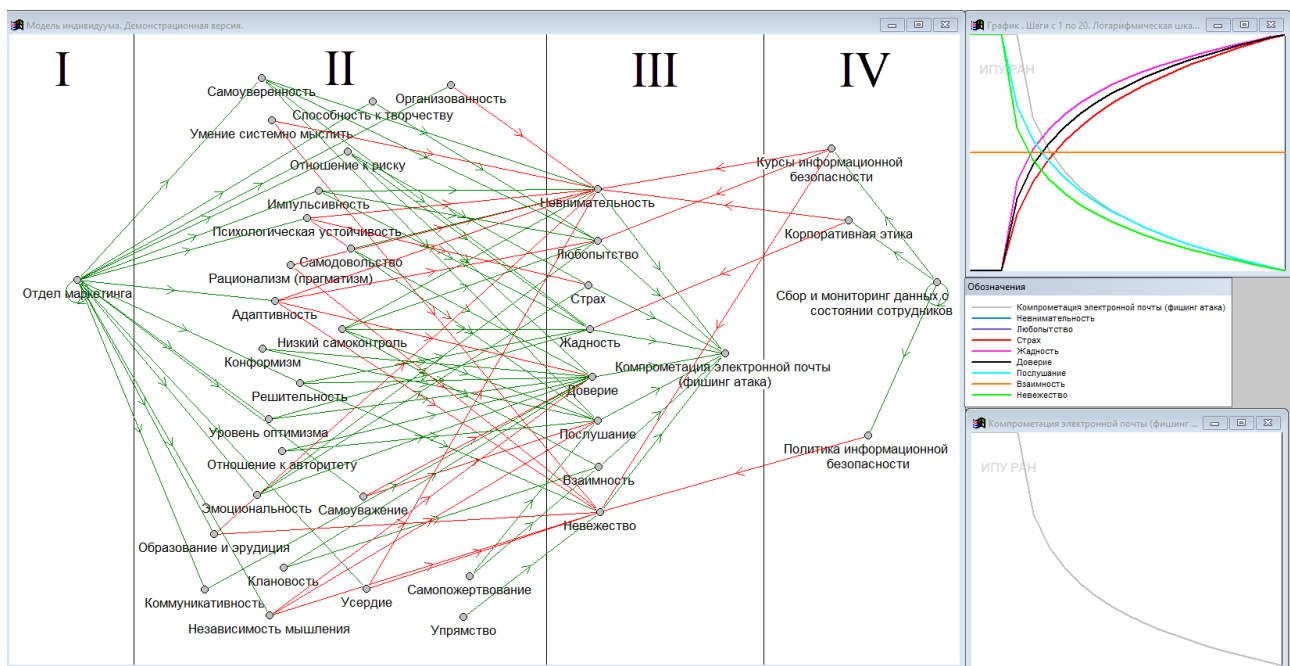 Модель индивидуума. Демонстрационная версия.
I
II
III
IV
Самоуверенность
Организованность
Способность к творчеству
Умение системно мыслить
Отношение к риску
Импульсивность
Психологическая устойчивость
Самодовольство
Рационализм (прагматизм)
Отдел маркетинга
Адаптивность
Низкий самоконтроль
Конформизм
Решительность
Уровень оптимизма
Отношение к авторитету
Эмоциональность
Самоуважение
Образование и эрудиция
Клановость
Коммуникативность
Усердие
Независимость мышления
Самопожертвование
Упрямство
Невнимательность
Любопытство
Страх
Жадность
Компрометация электронной почты
(фишинг атака)
Доверие
Послушание
Взаимность
Невежество
Курсы информационной
безопасности
Корпоративная этика
Сбор и мониторинг данных о
состоянии сотрудников
Политика информационной
безопасности
График . Шаги с 1 по 20. Логарифмическая шка...
ИПУ РАН
Обозначения
Компрометация электронной почты (фишинг атака)
Невнимательность
Любопытство
Страх
Жадность
Доверие
Послушание
Взаимность
Невежество
Компрометация электронной почты (фишинг ...
ИПУ РАН